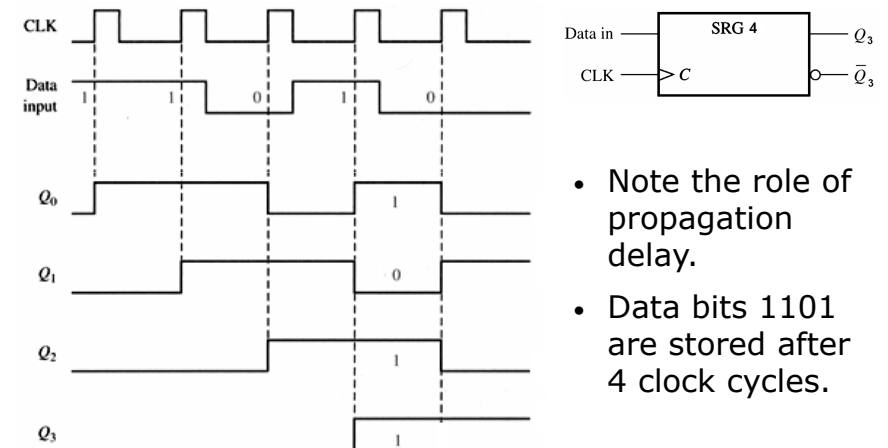 CLK
Data
input
1 1 0 1 0
Q0
1
Q1
0
Q2
1
Q3
1
Data in
SRG 4
Q3
CLK
C
Q̅3
• Note the role of
propagation
delay.
• Data bits 1101
are stored after
4 clock cycles.